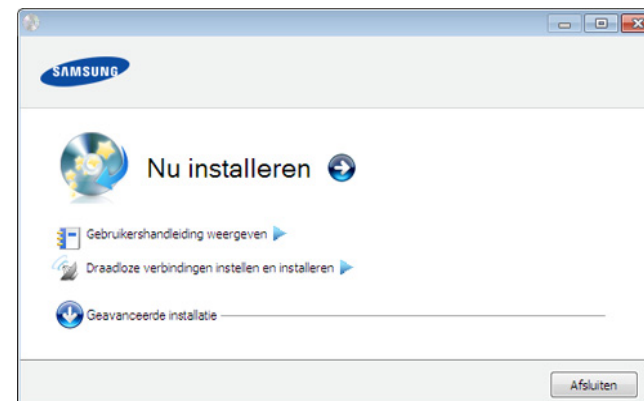 SAMSUNG
Nu installeren
Gebruikershandleiding weergeven
Draadloze verbindingen instellen en installeren
Geavanceerde installatie
Afsluiten